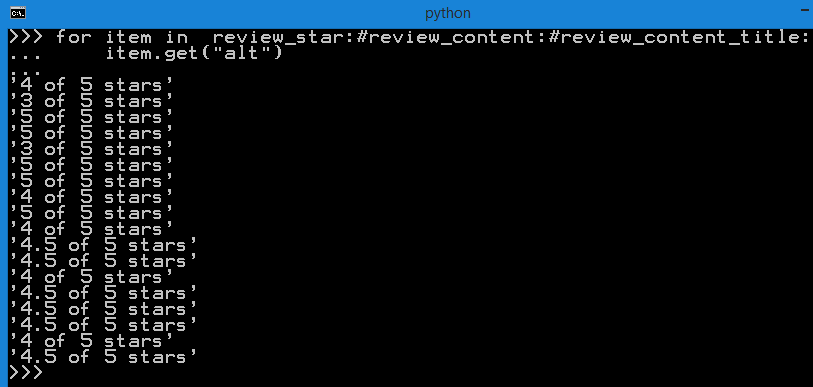 C:\.
python
>>> for item in  review_star:#review_content:#review_content_title:
...     item.get("alt")
...
'4 of 5 stars'
'3 of 5 stars'
'5 of 5 stars'
'5 of 5 stars'
'3 of 5 stars'
'5 of 5 stars'
'5 of 5 stars'
'4 of 5 stars'
'5 of 5 stars'
'4 of 5 stars'
'4.5 of 5 stars'
'4.5 of 5 stars'
'4 of 5 stars'
'4.5 of 5 stars'
'4.5 of 5 stars'
'4.5 of 5 stars'
'4 of 5 stars'
'4.5 of 5 stars'
>>>